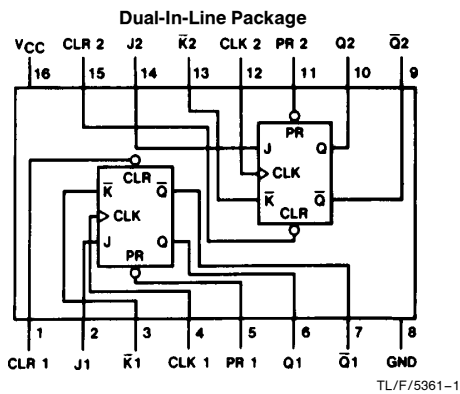 Dual-In-Line Package
VCC CLR 2 J2 K̅2 CLK 2 PR 2 Q2 Q̅2
16 15 14 13 12 11 10 9
PR
J Q
CLK
K̅ Q̅
CLR
CLR
K̅ Q̅
CLK
J Q
PR
1 2 3 4 5 6 7 8
CLR 1 J1 K̅1 CLK 1 PR 1 Q1 Q̅1 GND
TL/F/5361–1